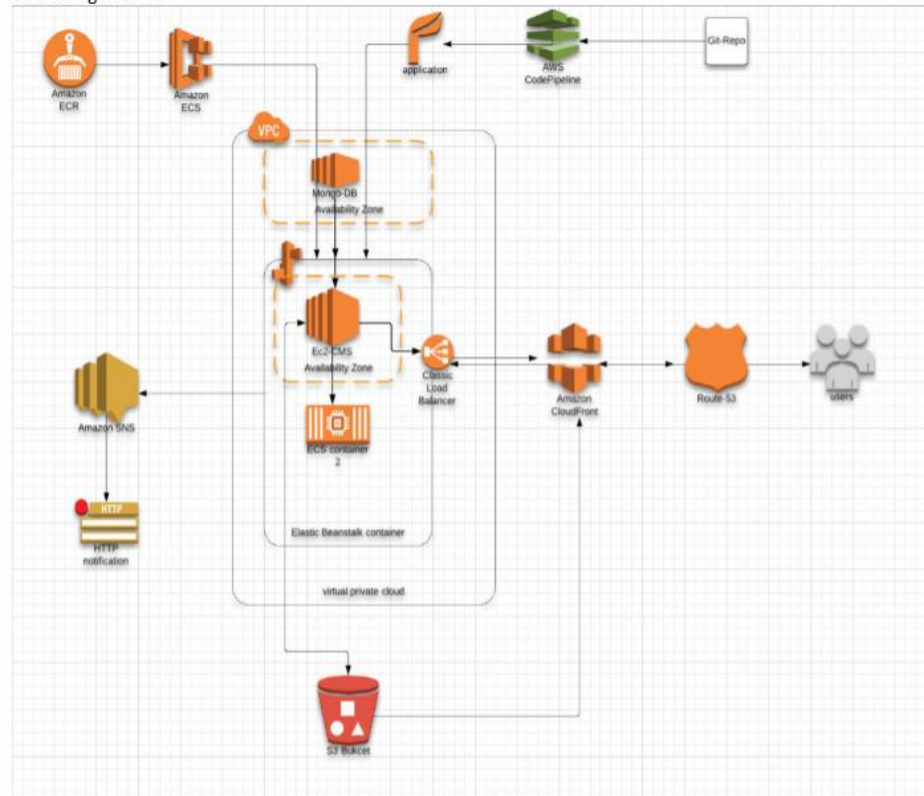 Git-Repo
application
AWS
CodePipeline
Amazon
ECR
Amazon
ECS
VPC
Mongo-DB
Availability Zone
Ec2-CMS
Availability Zone
Classic
Load
Balancer
Amazon
CloudFront
Route-53
users
Amazon SNS
ECS container
2
HTTP
HTTP
notification
Elastic Beanstalk container
virtual private cloud
S3 Bukcet